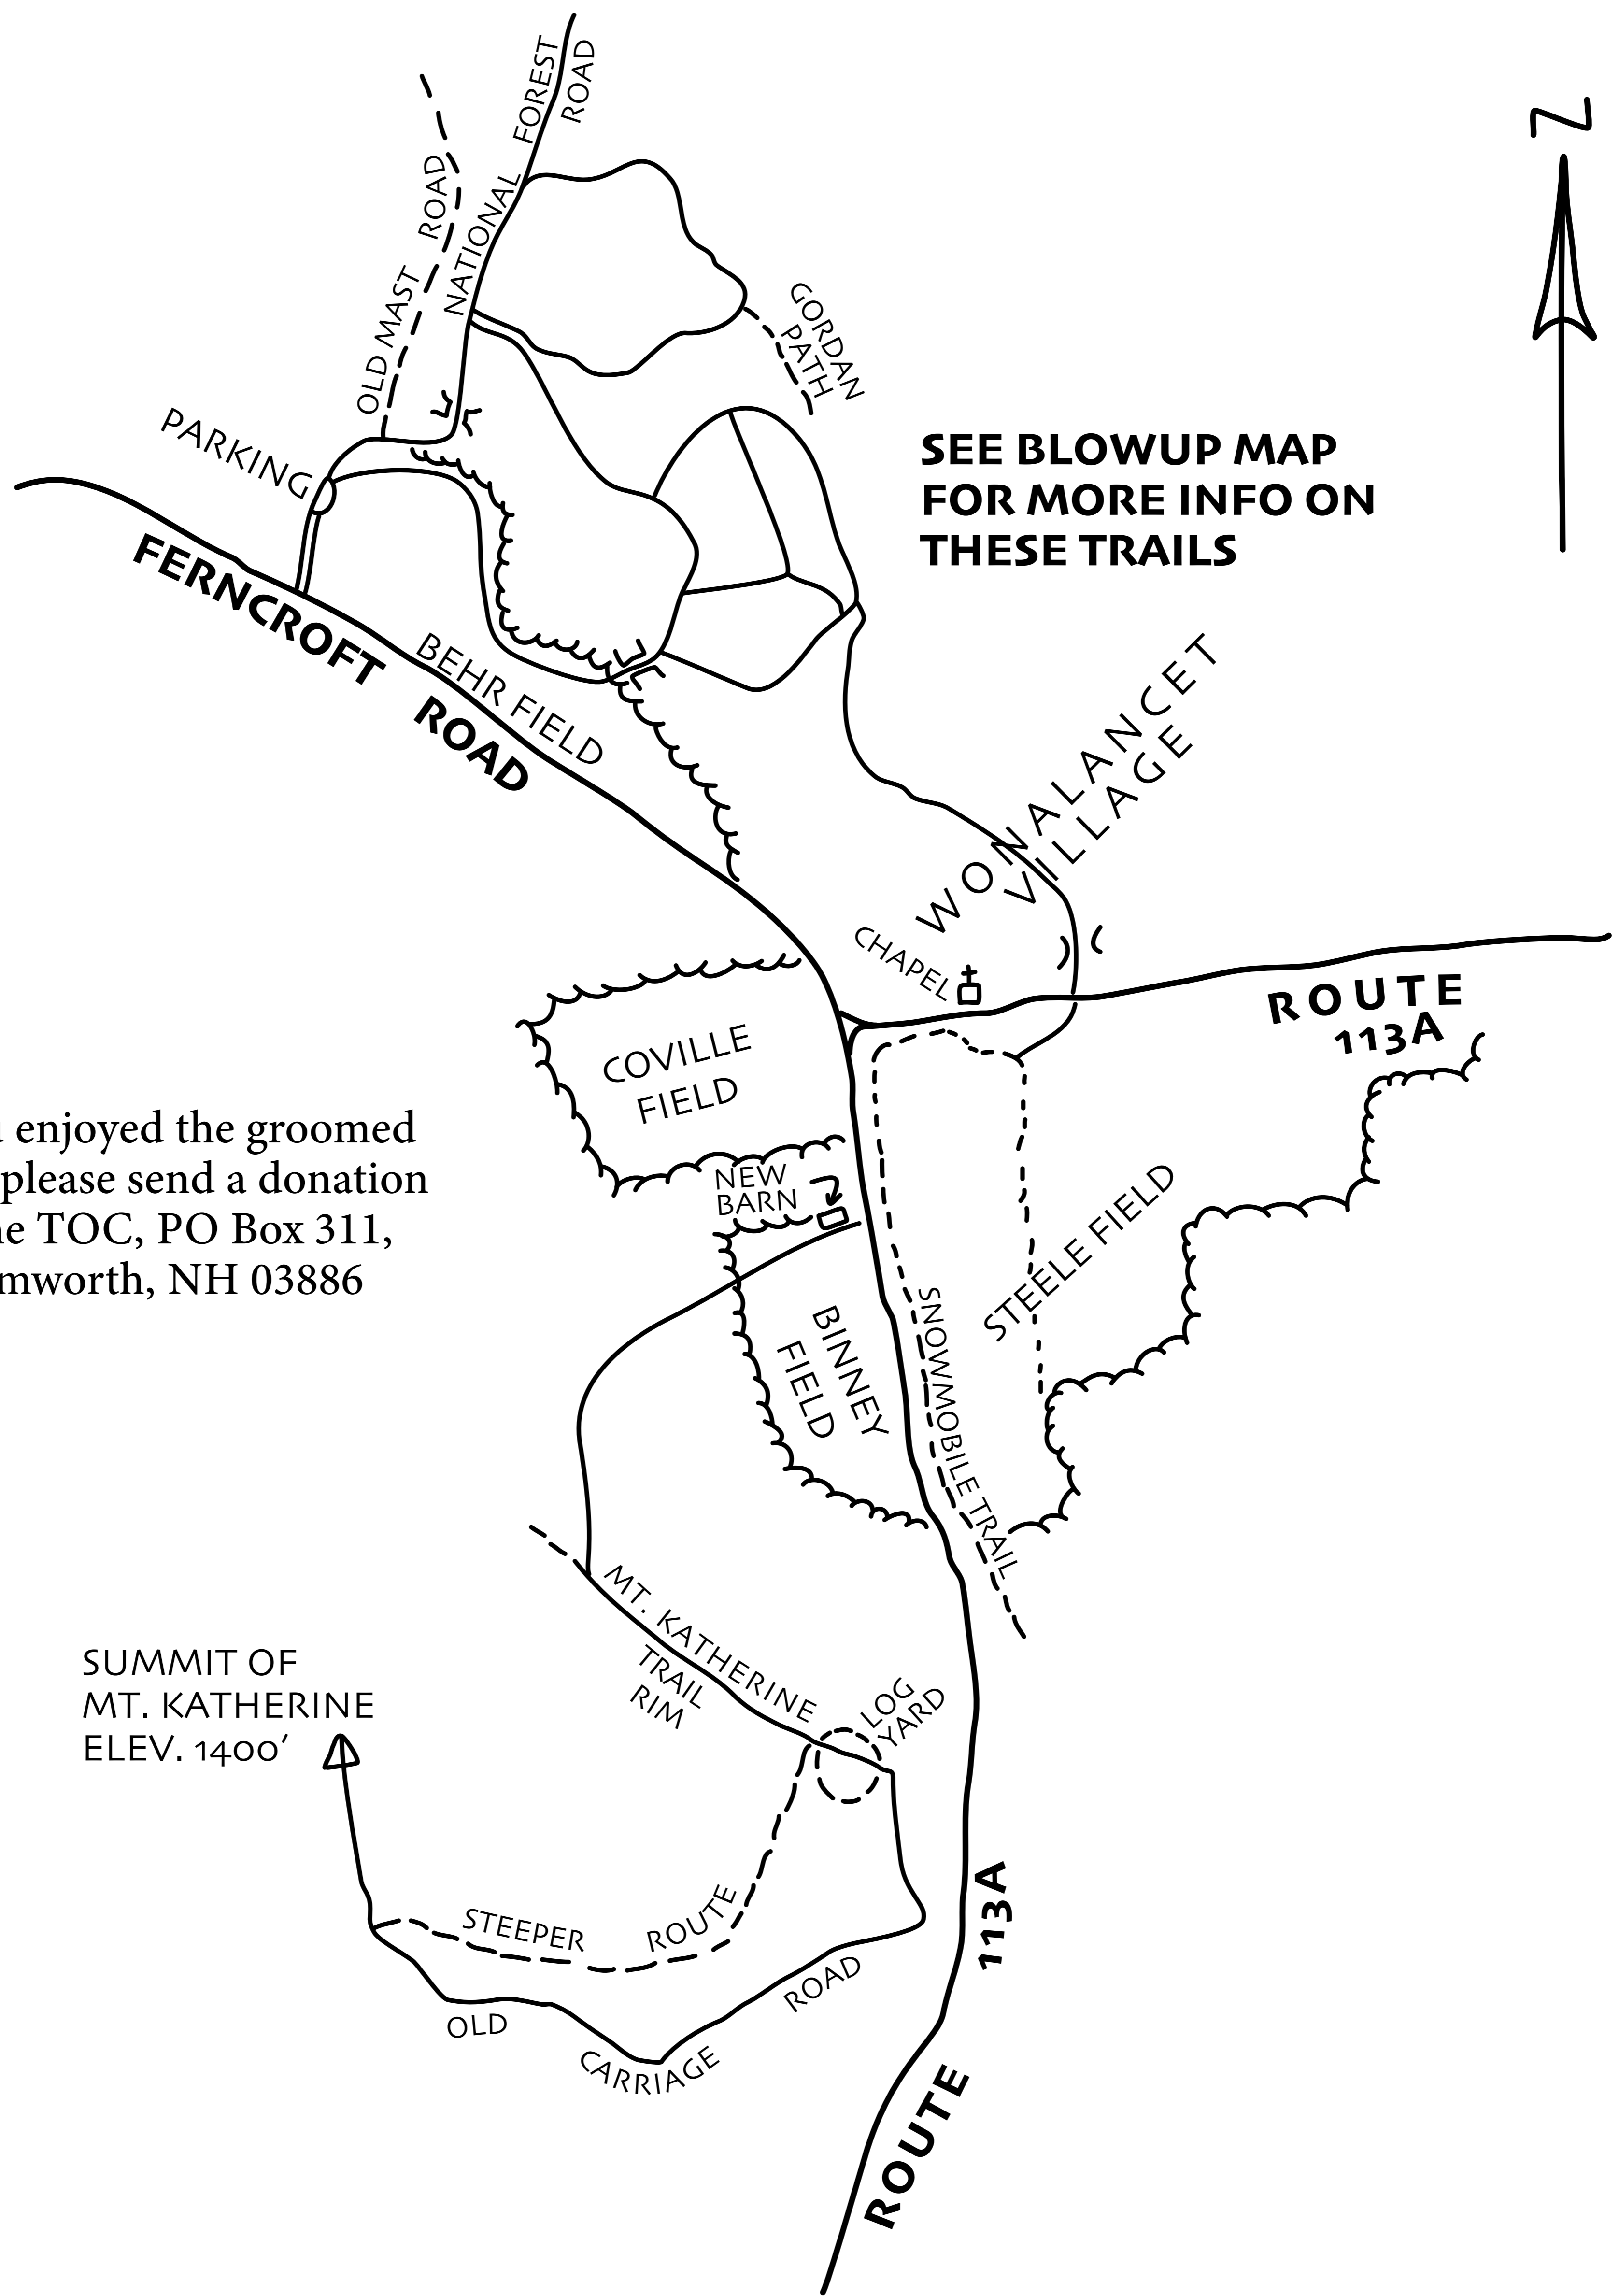 NATIONAL FOREST ROAD
OLD MAST ROAD
N
GORDAN
PATH
PARKING
SEE BLOWUP MAP
FOR MORE INFO ON
THESE TRAILS
FERNCROFT ROAD
BEHR FIELD
WONALANCET
VILLAGE
CHAPEL
ROUTE
113A
COVILLE
FIELD
enjoyed the groomed
please send a donation
TOC, PO Box 311,
mworth, NH 03886
NEW
BARN
STEELE FIELD
BINNEY
FIELD
SNOWMOBILE TRAIL
MT. KATHERINE
TRAIL
RIM
LOG
YARD
SUMMIT OF
MT. KATHERINE
ELEV. 1400'
STEEPER ROUTE
OLD CARRIAGE ROAD
ROUTE 113A